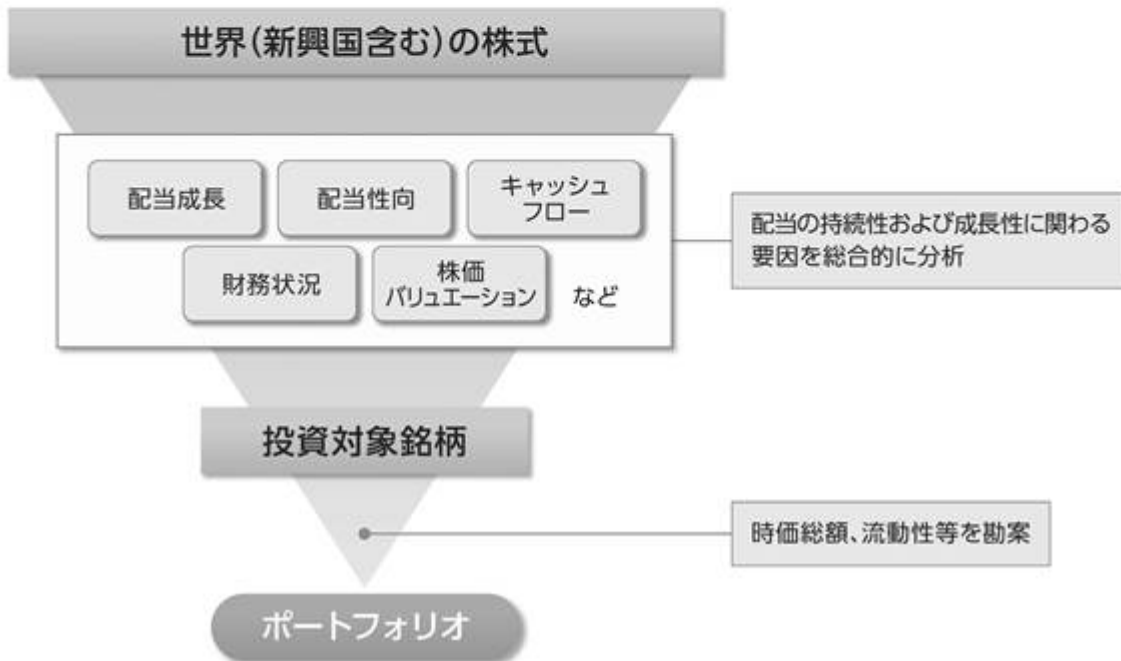 世界(新興国含む)の株式
配当成長
配当性向
キャッシュ
フロー
財務状況
株価
バリュエーション
など
配当の持続性および成長性に関わる
要因を総合的に分析
投資対象銘柄
時価総額、流動性等を勘案
ポートフォリオ